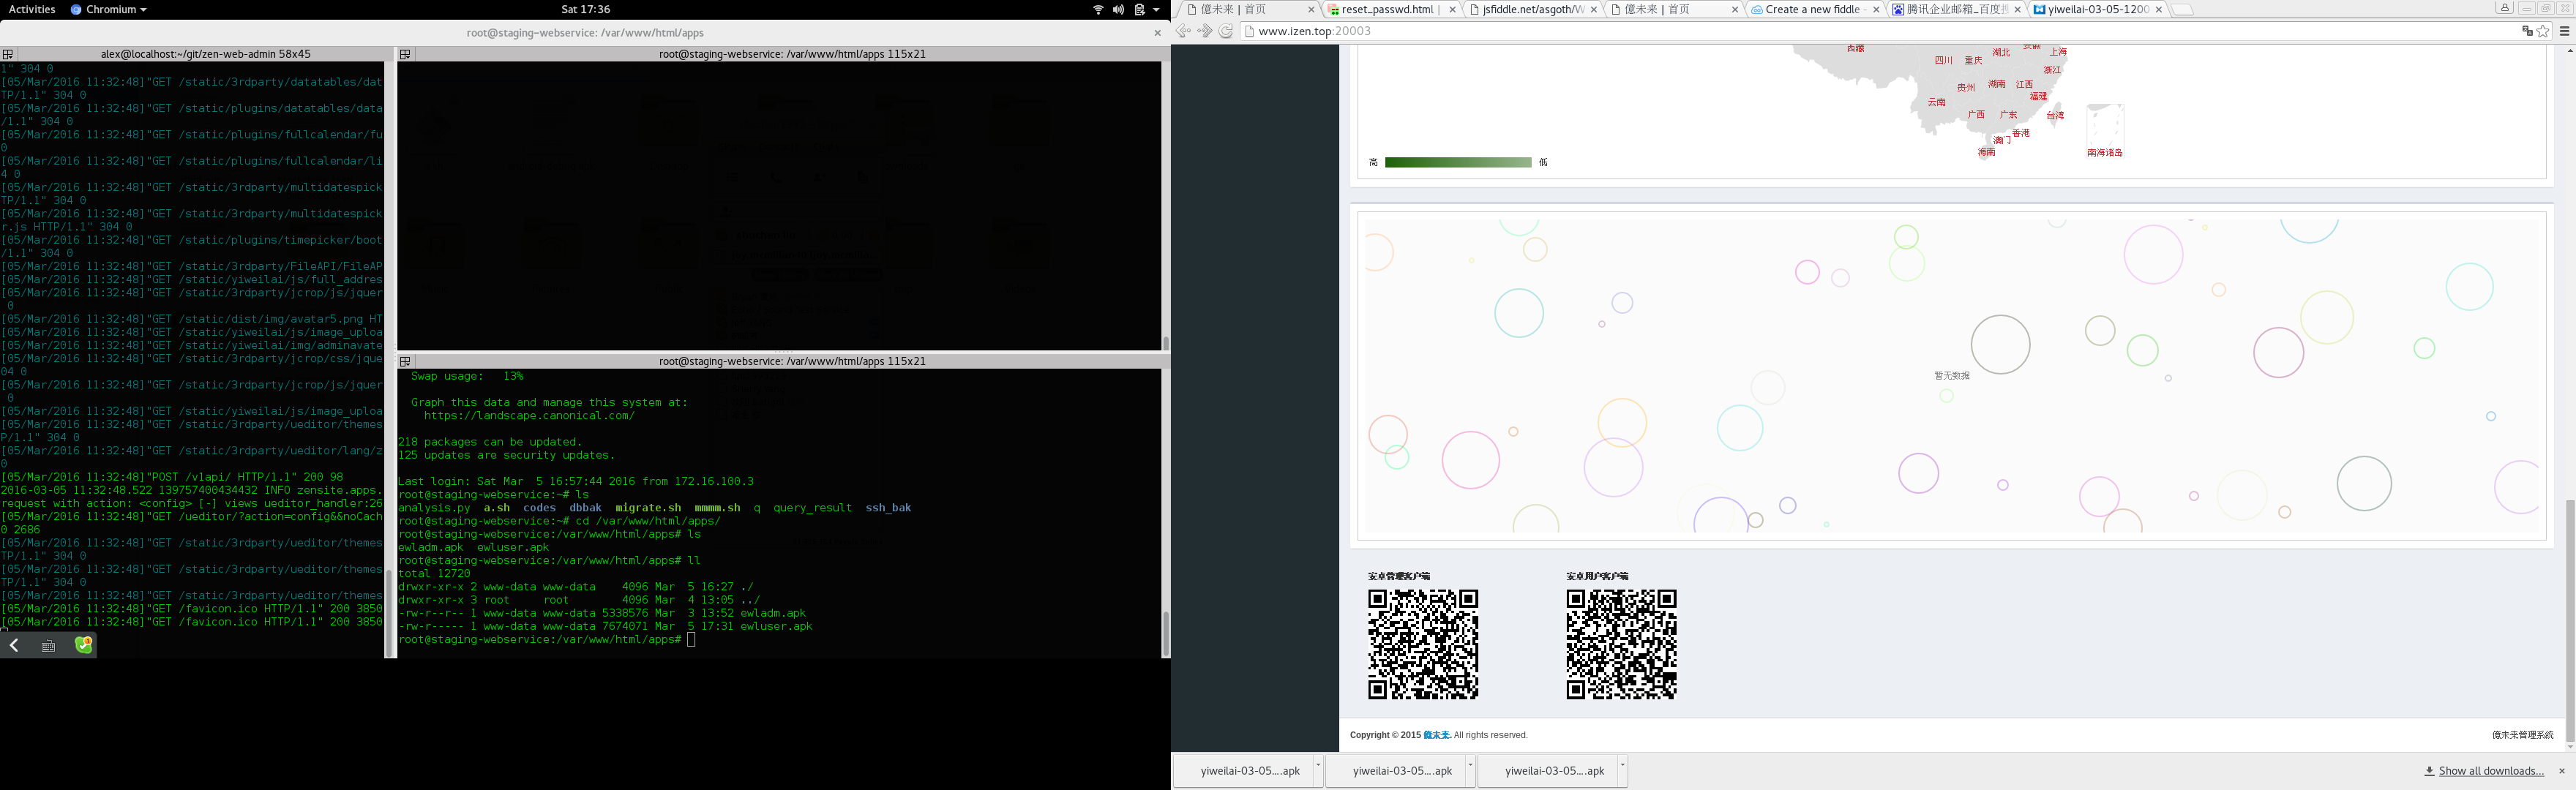 Activities
Chromium
Sat 17:36
root@staging-webservice: /var/www/html/apps
alex@localhost:~/git/zen-web-admin 58x45
1" 304 0
[05/Mar/2016 11:32:48]"GET /static/3rdparty/datatables/dat
TP/1.1" 304 0
[05/Mar/2016 11:32:48]"GET /static/plugins/datatables/data
/1.1" 304 0
[05/Mar/2016 11:32:48]"GET /static/plugins/fullcalendar/fu
0
[05/Mar/2016 11:32:48]"GET /static/plugins/fullcalendar/li
4 0
[05/Mar/2016 11:32:48]"GET /static/3rdparty/multidatespick
TP/1.1" 304 0
[05/Mar/2016 11:32:48]"GET /static/3rdparty/multidatespick
r.js HTTP/1.1" 304 0
[05/Mar/2016 11:32:48]"GET /static/plugins/timepicker/boot
/1.1" 304 0
[05/Mar/2016 11:32:48]"GET /static/3rdparty/FileAPI/FileAP
[05/Mar/2016 11:32:48]"GET /static/yiweilai/js/full_addres
[05/Mar/2016 11:32:48]"GET /static/3rdparty/jcrop/js/jquer
0
[05/Mar/2016 11:32:48]"GET /static/dist/img/avatar5.png HT
[05/Mar/2016 11:32:48]"GET /static/yiweilai/js/image_uploa
[05/Mar/2016 11:32:48]"GET /static/yiweilai/img/adminavate
[05/Mar/2016 11:32:48]"GET /static/3rdparty/jcrop/css/jque
04 0
[05/Mar/2016 11:32:48]"GET /static/3rdparty/jcrop/js/jquer
0
[05/Mar/2016 11:32:48]"GET /static/yiweilai/js/image_uploa
[05/Mar/2016 11:32:48]"GET /static/3rdparty/ueditor/themes
P/1.1" 304 0
[05/Mar/2016 11:32:48]"GET /static/3rdparty/ueditor/lang/z
0
[05/Mar/2016 11:32:48]"POST /v1api/ HTTP/1.1" 200 98
2016-03-05 11:32:48.522 139757400434432 INFO zensite.apps.
request with action: <config> [-] views ueditor_handler:26
[05/Mar/2016 11:32:48]"GET /ueditor/?action=config&&noCach
0 2686
[05/Mar/2016 11:32:48]"GET /static/3rdparty/ueditor/themes
TP/1.1" 304 0
[05/Mar/2016 11:32:48]"GET /static/3rdparty/ueditor/themes
TP/1.1" 304 0
[05/Mar/2016 11:32:48]"GET /static/3rdparty/ueditor/themes
[05/Mar/2016 11:32:48]"GET /favicon.ico HTTP/1.1" 200 3850
[05/Mar/2016 11:32:48]"GET /favicon.ico HTTP/1.1" 200 3850
root@staging-webservice: /var/www/html/apps 115x21
root@staging-webservice: /var/www/html/apps 115x21
Swap usage: 13%
Graph this data and manage this system at:
https://landscape.canonical.com/
218 packages can be updated.
125 updates are security updates.
Last login: Sat Mar 5 16:57:44 2016 from 172.16.100.3
root@staging-webservice:~# ls
analysis.py a.sh codes dbbak migrate.sh mmmm.sh q query_result ssh_bak
root@staging-webservice:~# cd /var/www/html/apps/
root@staging-webservice:/var/www/html/apps# ls
ewladm.apk ewluser.apk
root@staging-webservice:/var/www/html/apps# ll
total 12720
drwxr-xr-x 2 www-data www-data 4096 Mar 5 16:27 ./
drwxr-xr-x 3 root root 4096 Mar 4 13:05 ../
-rw-r--r-- 1 www-data www-data 5338576 Mar 3 13:52 ewladm.apk
-rw-r----- 1 www-data www-data 7674071 Mar 5 17:31 ewluser.apk
root@staging-webservice:/var/www/html/apps#
億未来 | 首页
reset_passwd.html |
jsfiddle.net/asgoth/W
億未来 | 首页
Create a new fiddle -
腾讯企业邮箱_百度搜
yiweilai-03-05-1200
www.izen.top:20003
西藏
四川
重庆
湖北
安徽
上海
浙江
贵州
湖南
江西
云南
福建
广西
广东
台湾
香港
澳门
海南
南海诸岛
高
低
暂无数据
安卓管理客户端
安卓用户客户端
Copyright © 2015 億未来. All rights reserved.
億未来管理系统
yiweilai-03-05....apk
yiweilai-03-05....apk
yiweilai-03-05....apk
Show all downloads...